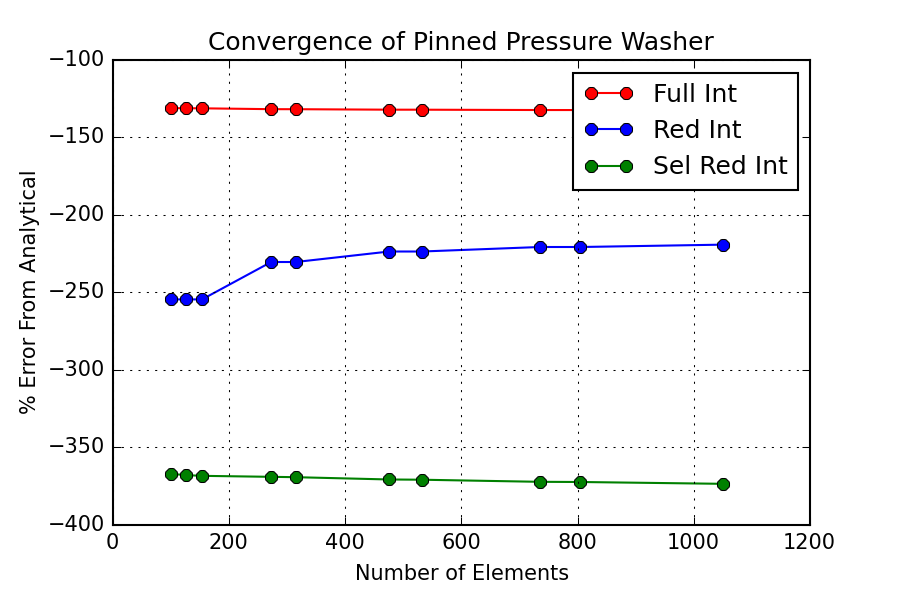 Convergence of Pinned Pressure Washer
−100
−150
−200
−250
−300
−350
−400
% Error From Analytical
Full Int
Red Int
Sel Red Int
0 200 400 600 800 1000 1200
Number of Elements